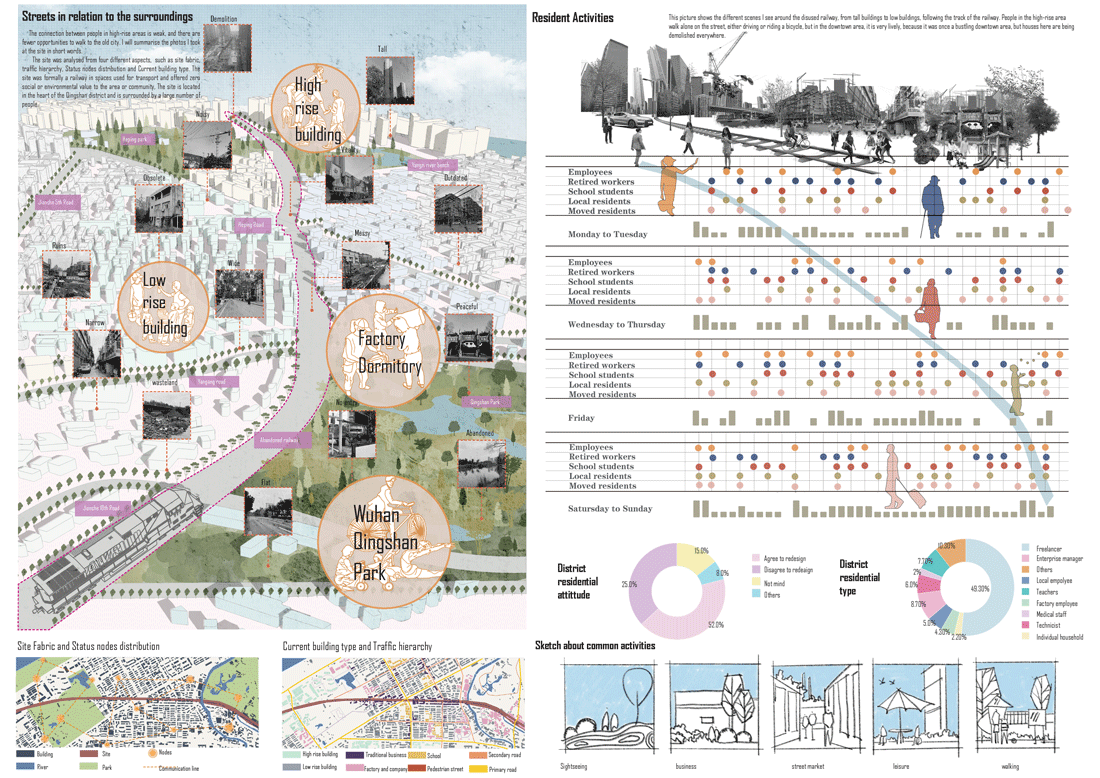 Streets in relation to the surroundings
The connection between people in high-rise areas is weak, and there are
fewer opportunities to walk to the old city. I will summarise the photos I took
at the site in short words.
The site was analysed from four different aspects, such as site fabric,
traffic hierarchy, Status nodes distribution and Current building type. The
site was formally a railway in spaces used for transport and offered zero
social or environmental value to the area or community. The site is located
in the heart of the Qingshan district and is surrounded by a large number of
people.
Demolition
Tall
High
rise
building
Noisy
Heping park
Yangzi river bench
Obsolete
Outdated
Jianshe 5th Road
Heping Road
Messy
Ruins
Wide
Low
rise
building
Peaceful
Narrow
Factory
Dormitory
wasteland
Yangang road
Qingshan Park
Abandoned railway
Abandoned
Flat
Wuhan
Qingshan
Park
Jianshe 10th Road
Resident Activities
This picture shows the different scenes I see around the disused railway, from tall buildings to low buildings, following the track of the railway. People in the high-rise area
walk alone on the street, either driving or riding a bicycle, but in the downtown area, it is very lively, because it was once a bustling downtown area, but houses here are being
demolished everywhere.
Employees
Retired workers
School students
Local residents
Moved residents
Monday to Tuesday
Employees
Retired workers
School students
Local residents
Moved residents
Wednesday to Thursday
Employees
Retired workers
School students
Local residents
Moved residents
Friday
Employees
Retired workers
School students
Local residents
Moved residents
Satursday to Sunday
District
residential
attittude
15.0%
8.0%
25.0%
52.0%
Agree to redesign
Disagree to redesign
Not mind
Others
District
residential
type
10.30%
7.70%
2%
6.0%
8.70%
5.0%
4.30%
2.20%
49.30%
Freelancer
Enterprise manager
Others
Local empolyee
Teachers
Factory employee
Medical staff
Technicist
Individual household
Site Fabric and Status nodes distribution
Building
Site
Nodes
River
Park
Communication line
Current building type and Traffic hierarchy
High rise building
Traditional business
School
Secondary road
Low rise building
Factory and company
Pedestrian street
Primary road
Sketch about common activities
Sightseeing
business
street market
leisure
walking